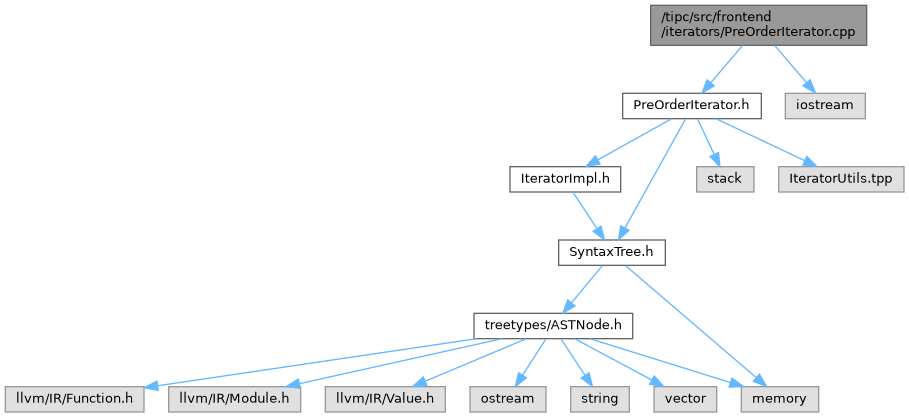 /tipc/src/frontend
/iterators/PreOrderIterator.cpp
PreOrderIterator.h
iostream
IteratorImpl.h
stack
IteratorUtils.tpp
SyntaxTree.h
treetypes/ASTNode.h
llvm/IR/Function.h
llvm/IR/Module.h
llvm/IR/Value.h
ostream
string
vector
memory